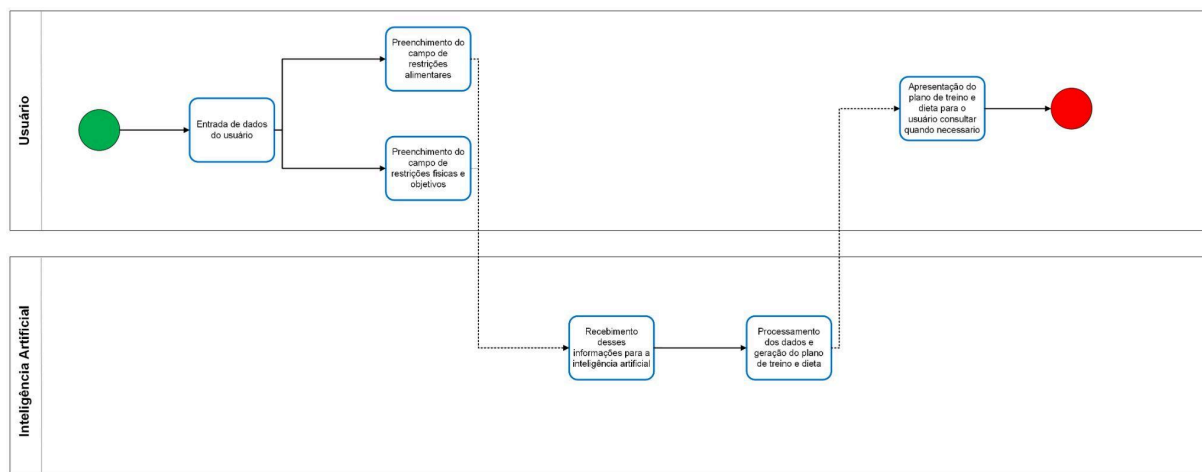 Usuário
Entrada de dados
do usuário
Preenchimento do
campo de
restrições
alimentares
Preenchimento do
campo de
restrições fisicas e
objetivos
Apresentação do
plano de treino e
dieta para o
usuário consultar
quando necessario
Inteligência Artificial
Recebimento
desses
informações para a
inteligência artificial
Processamento
dos dados e
geração do plano
de treino e dieta